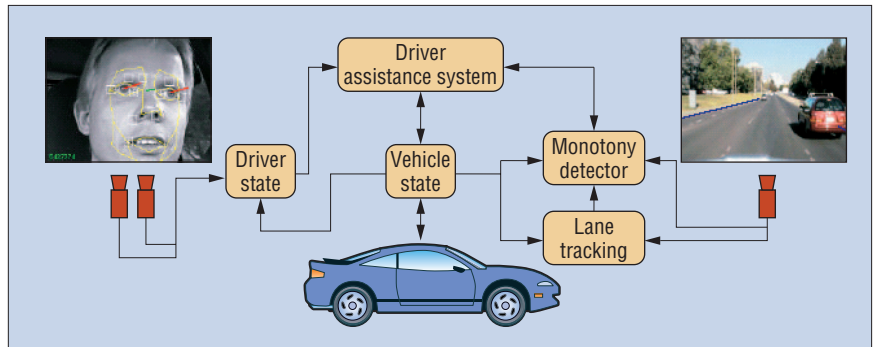 Driver
assistance system
Driver
state
Vehicle
state
Monotony
detector
Lane
tracking